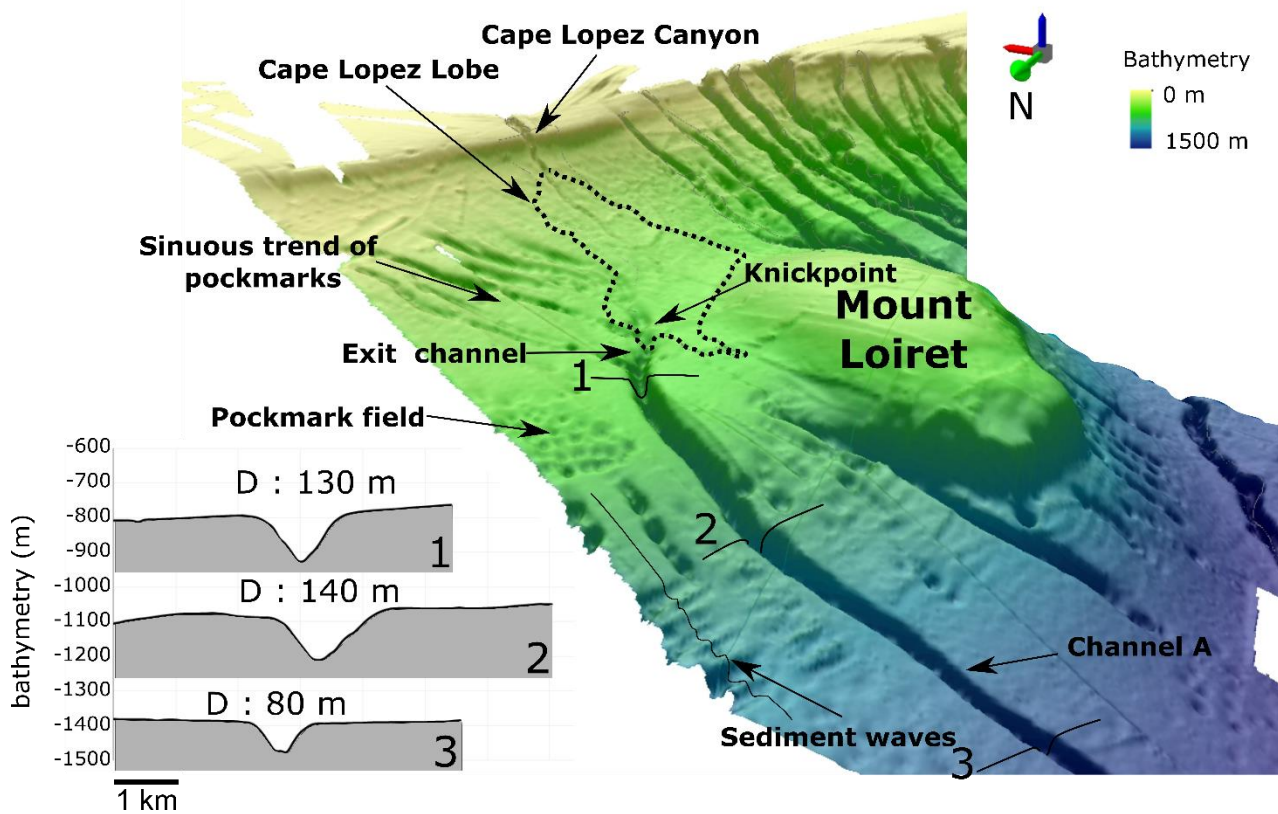 Cape Lopez Canyon
Cape Lopez Lobe
N
Bathymetry
0 m
1500 m
Sinuous trend of
pockmarks
Knickpoint
Mount
Loiret
Exit channel
1
Pockmark field
2
Channel A
Sediment waves
3
bathymetry (m)
-600
-700
-800
-900
-1000
-1100
-1200
-1300
-1400
-1500
D : 130 m
1
D : 140 m
2
D : 80 m
3
1 km